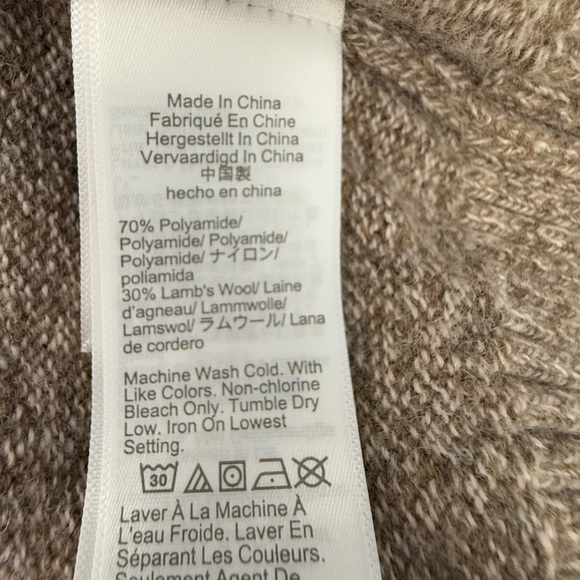 Made In China
Fabriqué En Chine
Hergestellt In China
Vervaardigd In China
中国製
hecho en china
70% Polyamide/
Polyamide/ Polyamide/
Polyamide/ ナイロン/
poliamida
30% Lamb's Wool/ Laine
d'agneau/ Lammwolle/
Lamswol/ ラムウール/ Lana
de cordero
Machine Wash Cold. With
Like Colors. Non-chlorine
Bleach Only. Tumble Dry
Low. Iron On Lowest
Setting.
30
Laver À La Machine À
L'eau Froide. Laver En
Séparant Les Couleurs.
Seulement Agent De